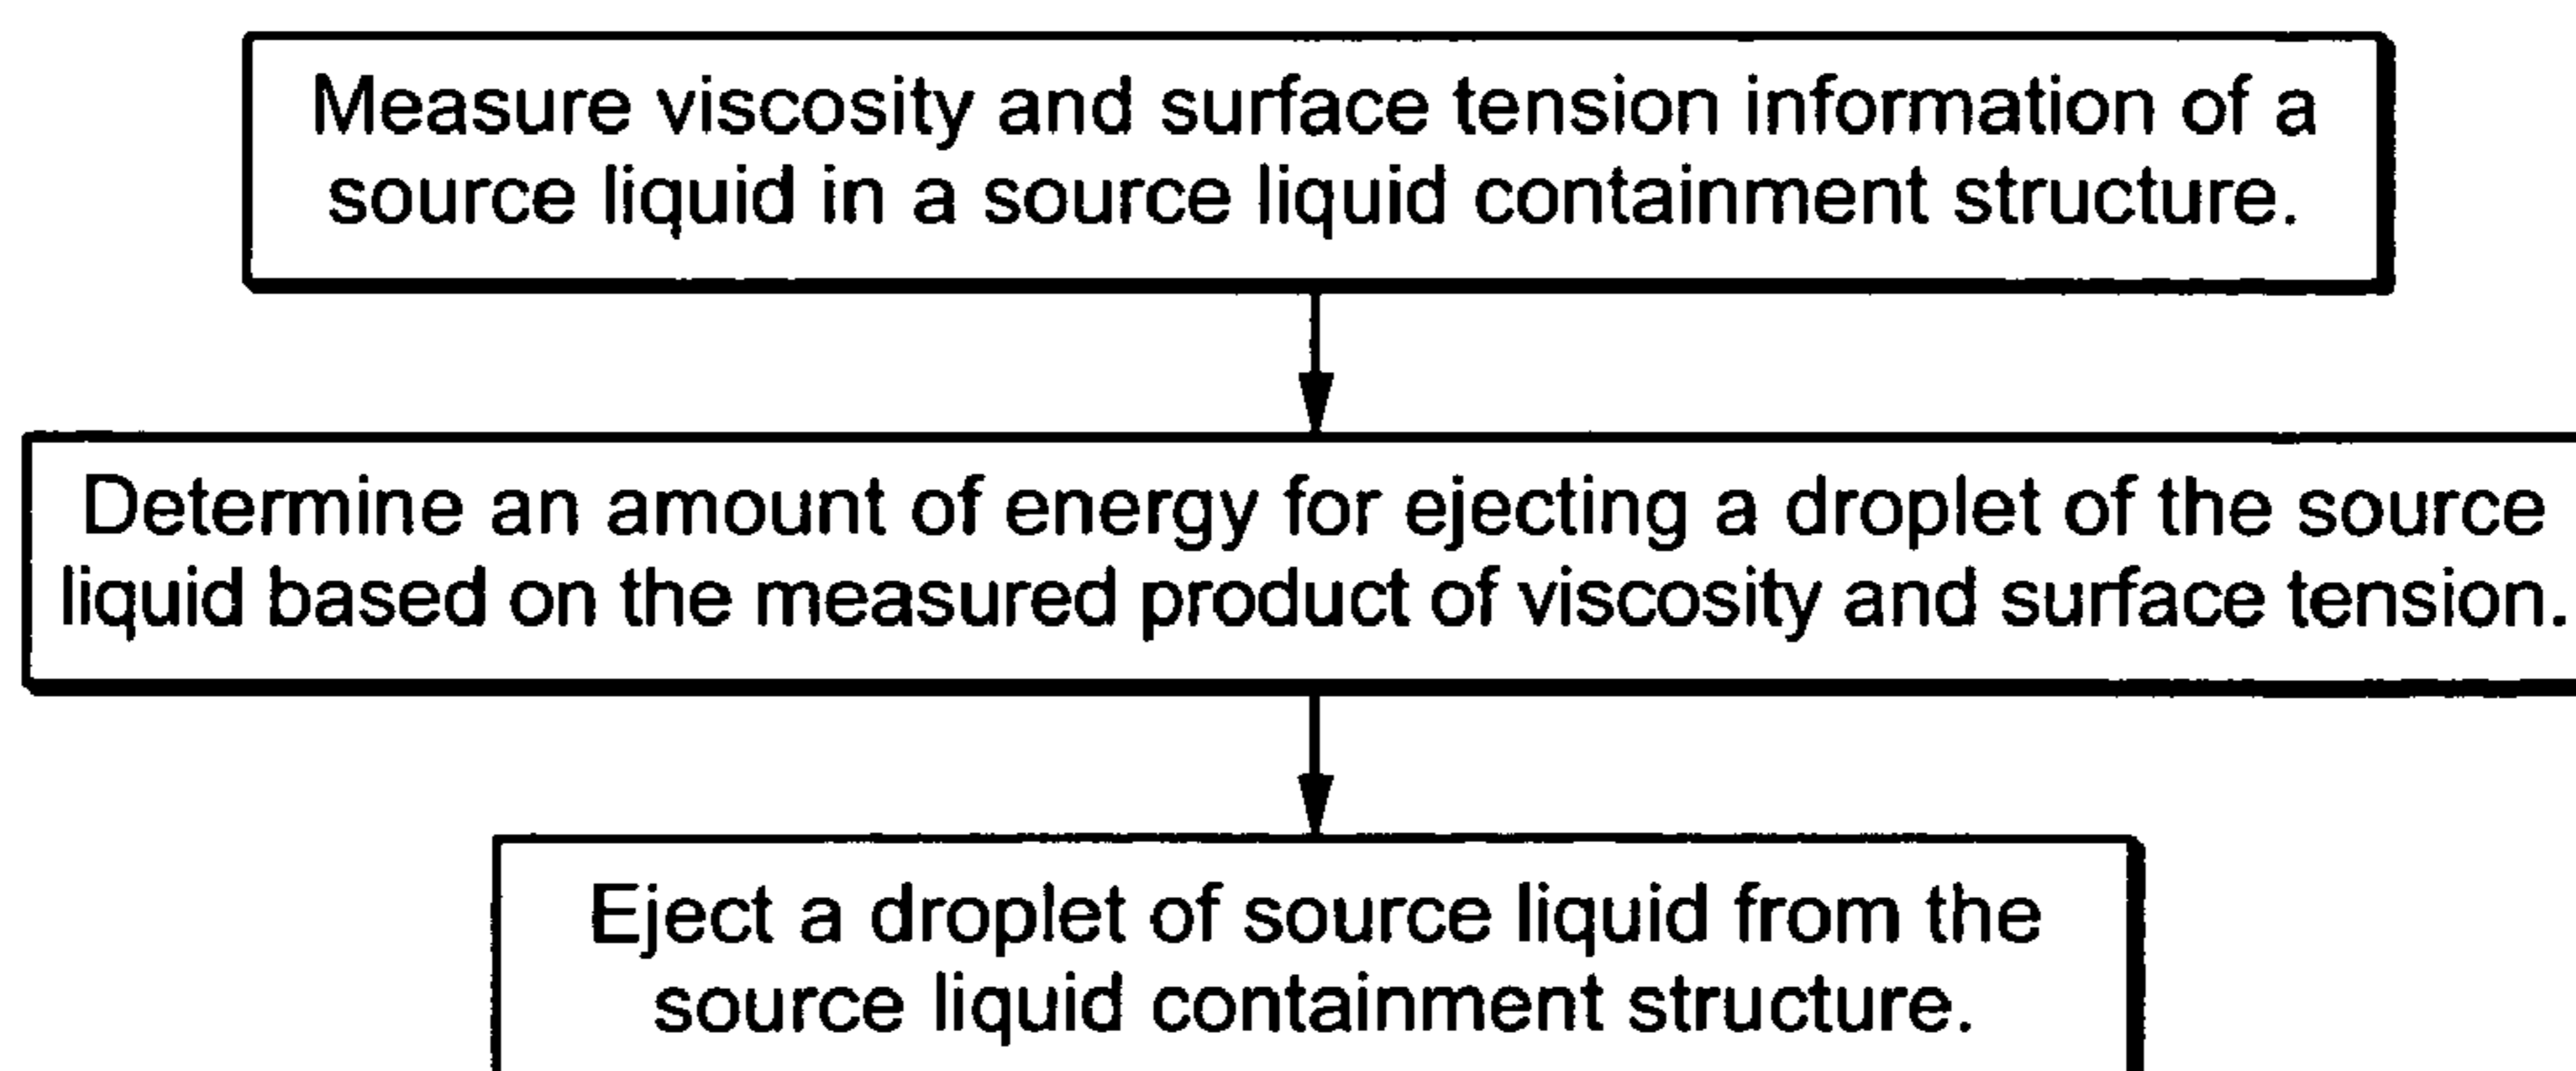 Measure viscosity and surface tension information of a
source liquid in a source liquid containment structure.
Determine an amount of energy for ejecting a droplet of the source
liquid based on the measured product of viscosity and surface tension.
Eject a droplet of source liquid from the
source liquid containment structure.